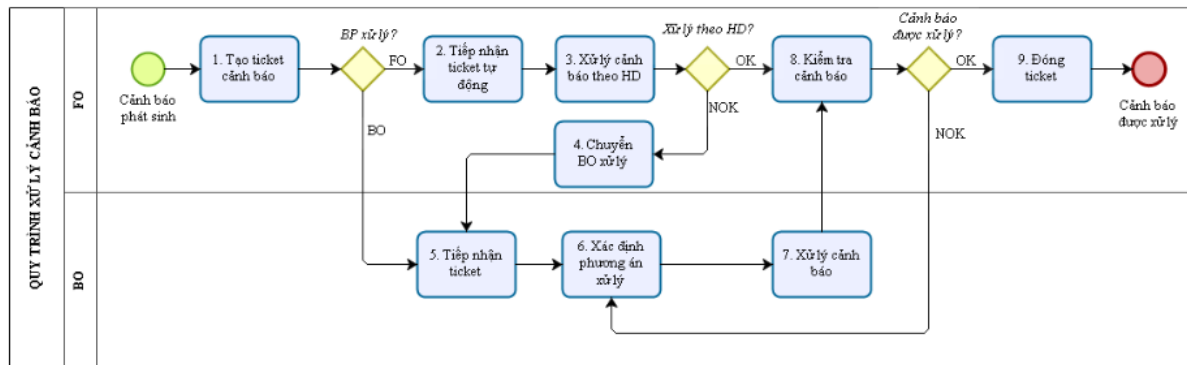 QUY TRÌNH XỬ LÝ CẢNH BÁO
FO
Cảnh báo
phát sinh
1. Tạo ticket
cảnh báo
BP xử lý?
FO
BO
2. Tiếp nhận
ticket tự
động
3. Xử lý cảnh
báo theo HD
Xử lý theo HD?
OK
NOK
4. Chuyển
BO xử lý
8. Kiểm tra
cảnh báo
Cảnh báo
được xử lý?
OK
NOK
9. Đóng
ticket
Cảnh báo
được xử lý
BO
5. Tiếp nhận
ticket
6. Xác định
phương án
xử lý
7. Xử lý cảnh
báo